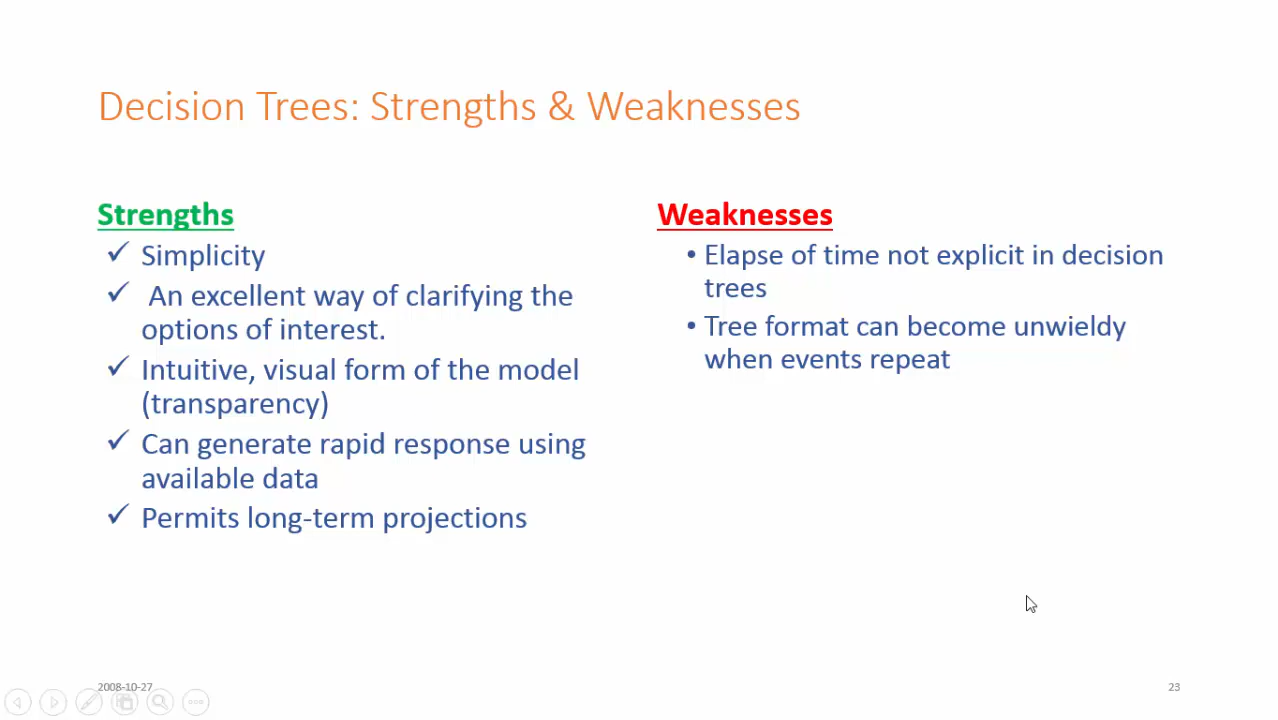 Decision Trees: Strengths & Weaknesses
Strengths
Simplicity
An excellent way of clarifying the
options of interest.
Intuitive, visual form of the model
(transparency)
Can generate rapid response using
available data
Permits long-term projections
Weaknesses
• Elapse of time not explicit in decision
trees
• Tree format can become unwieldy
when events repeat
2008-10-27
23